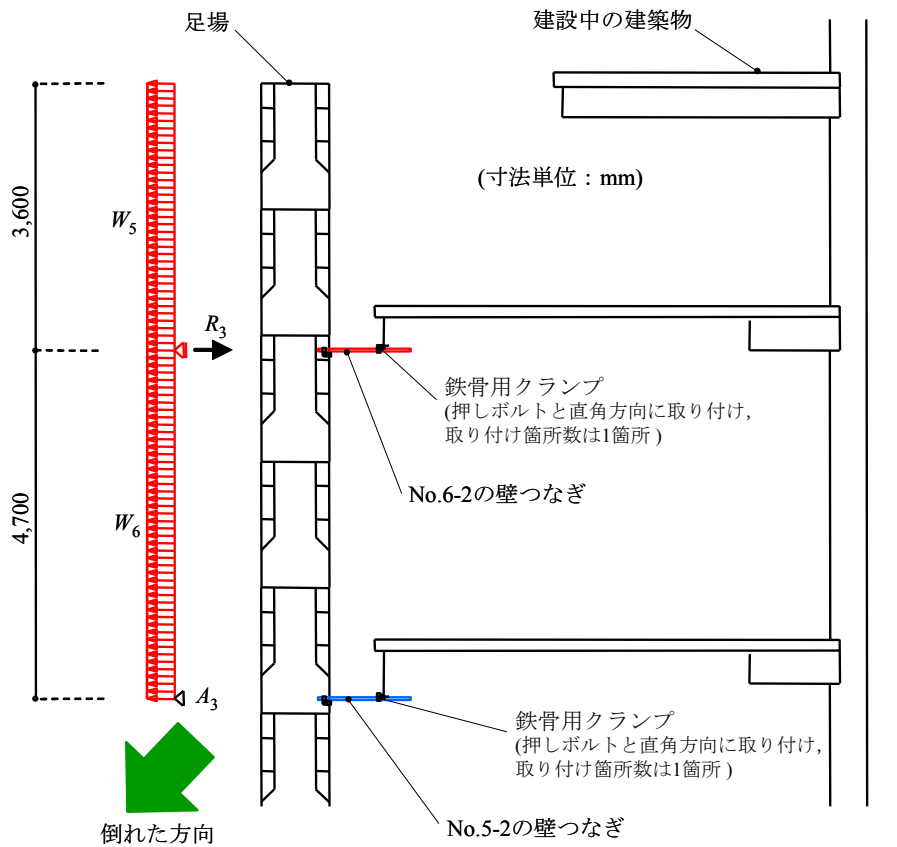 足場
建設中の建築物
(寸法単位：mm)
3,600
W5
R3
鉄骨用クランプ
(押しボルトと直角方向に取り付け,
取り付け箇所数は1箇所 )
No.6-2の壁つなぎ
4,700
W6
A3
鉄骨用クランプ
(押しボルトと直角方向に取り付け,
取り付け箇所数は1箇所 )
No.5-2の壁つなぎ
倒れた方向